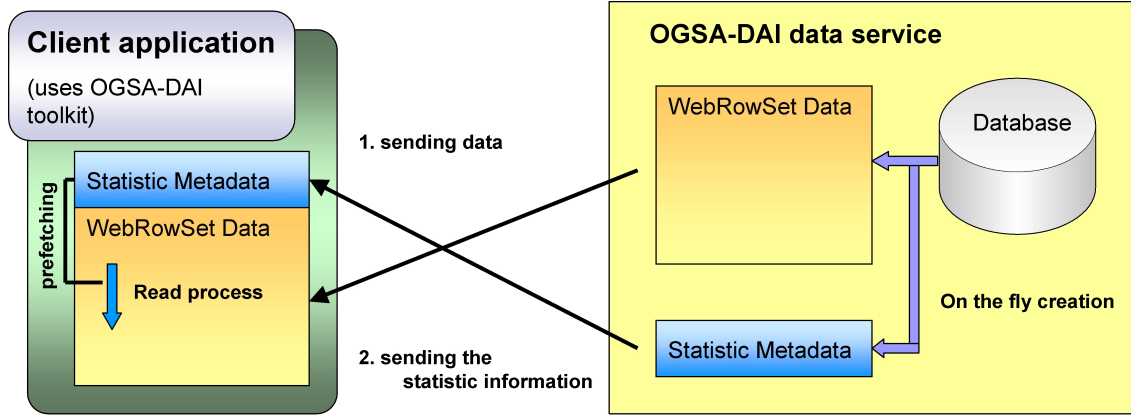 Client application
(uses OGSA-DAI
toolkit)
Statistic Metadata
WebRowSet Data
prefetching
Read process
1. sending data
2. sending the
statistic information
OGSA-DAI data service
WebRowSet Data
Database
On the fly creation
Statistic Metadata